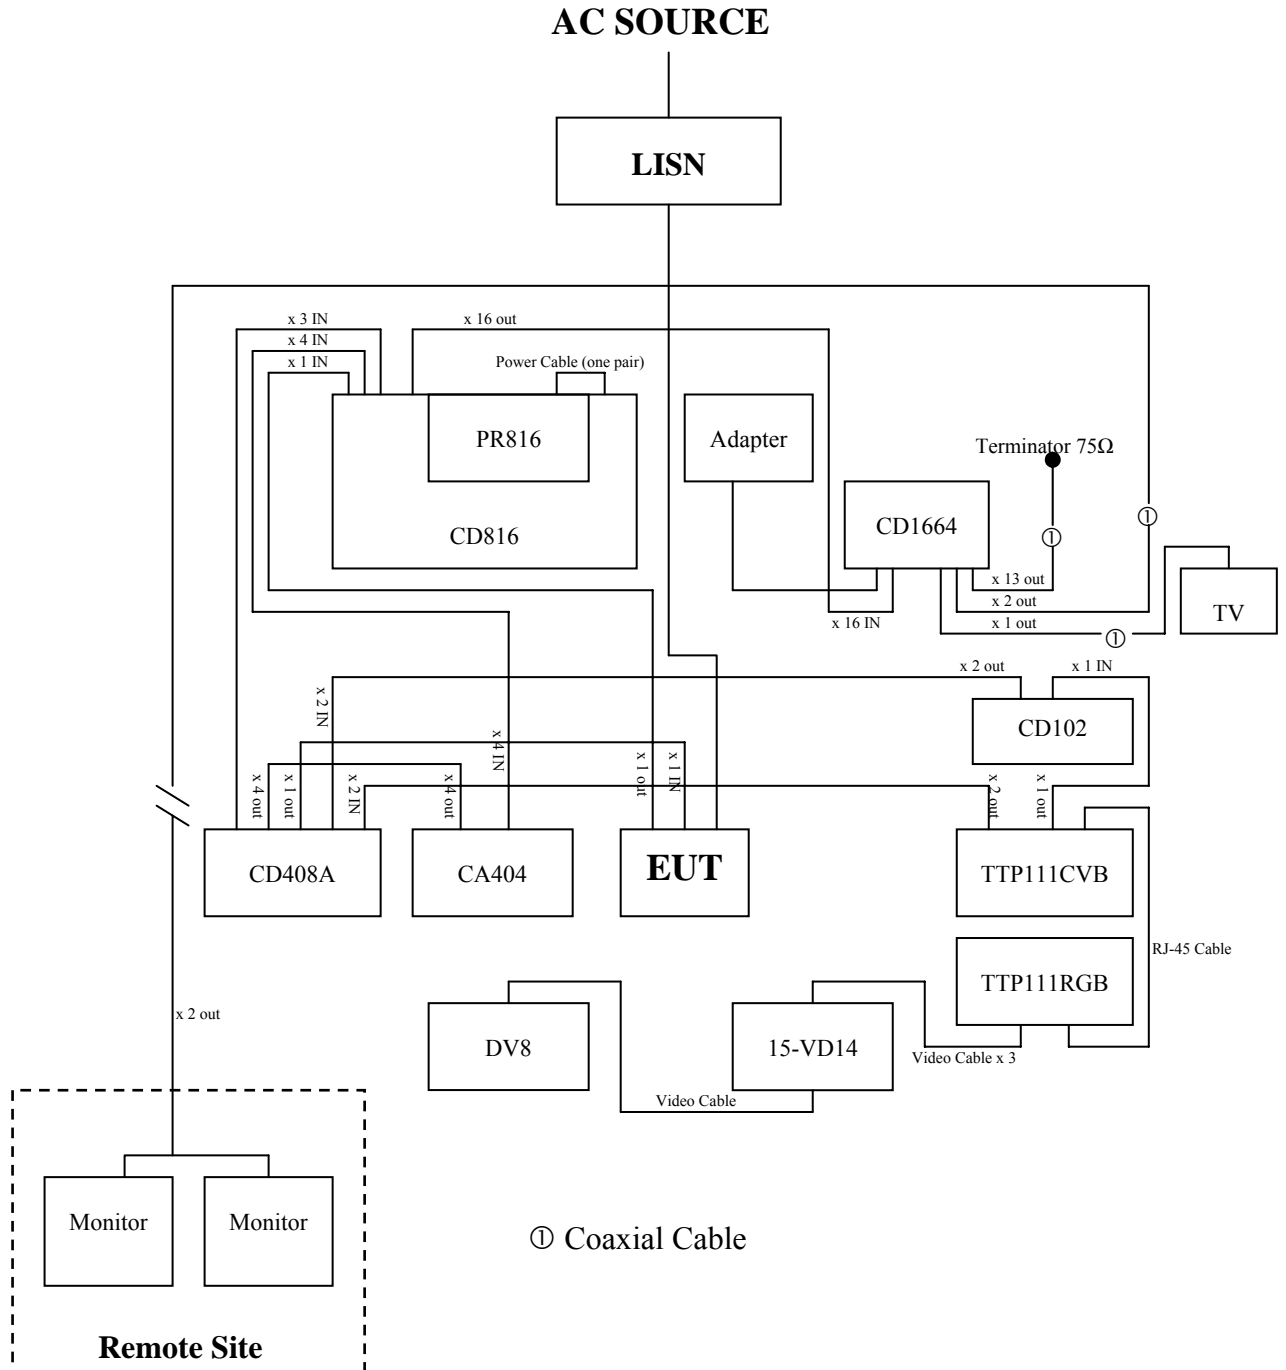 AC SOURCE
LISN
x 3 IN
x 16 out
x 4 IN
x 1 IN
Power Cable (one pair)
PR816
Adapter
Terminator 75Ω
CD816
CD1664
①
①
x 13 out
x 2 out
x 16 IN
x 1 out
①
TV
x 2 out
x 1 IN
x 2 IN
CD102
x 4 IN
x 4 out
x 1 out
x 2 IN
x 4 out
x 1 out
x 1 IN
x 2 out
x 1 out
CD408A
CA404
EUT
TTP111CVB
RJ-45 Cable
TTP111RGB
x 2 out
DV8
15-VD14
Video Cable x 3
Video Cable
Monitor
Monitor
① Coaxial Cable
Remote Site